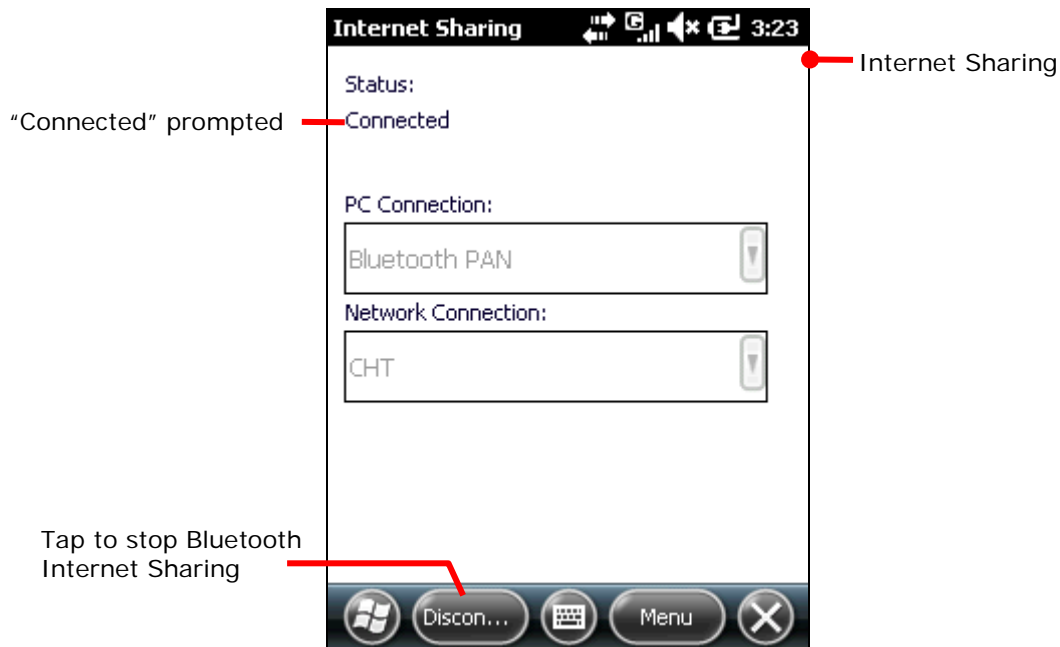 Internet Sharing G 3:23
Internet Sharing
Status:
“Connected” prompted
Connected
PC Connection:
Bluetooth PAN
Network Connection:
CHT
Tap to stop Bluetooth
Internet Sharing
Discon... Menu